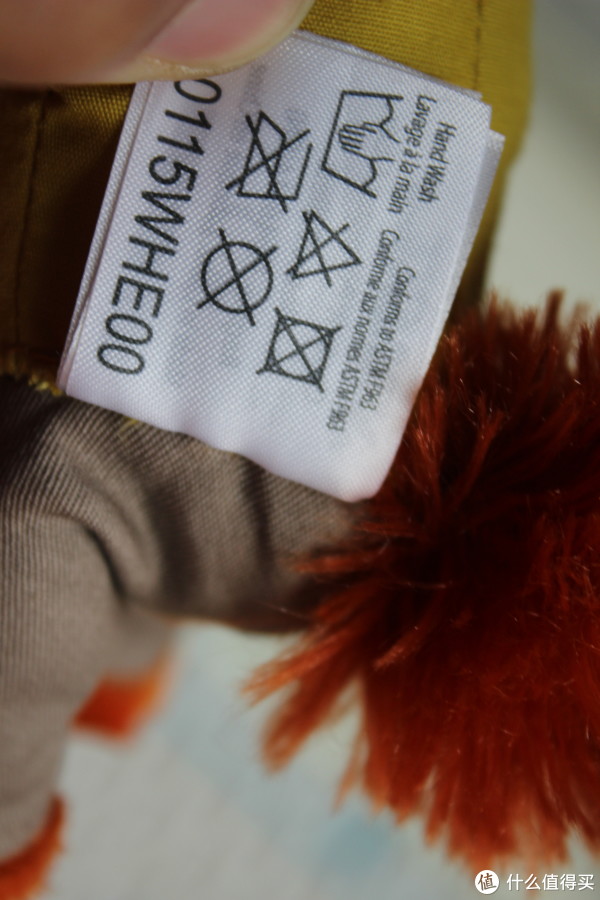 Hand Wash
Lavage à la main
Conforms to ASTM F963
Conforme aux normes ASTM F963
0115WHE00
值 什么值得买